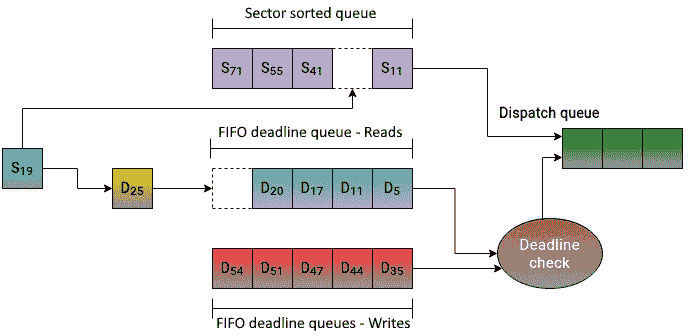 Sector sorted queue
S71 S55 S41 S11
Dispatch queue
FIFO deadline queue - Reads
S19
D25
D20 D17 D11 D5
Deadline
check
D54 D51 D47 D44 D35
FIFO deadline queues - Writes